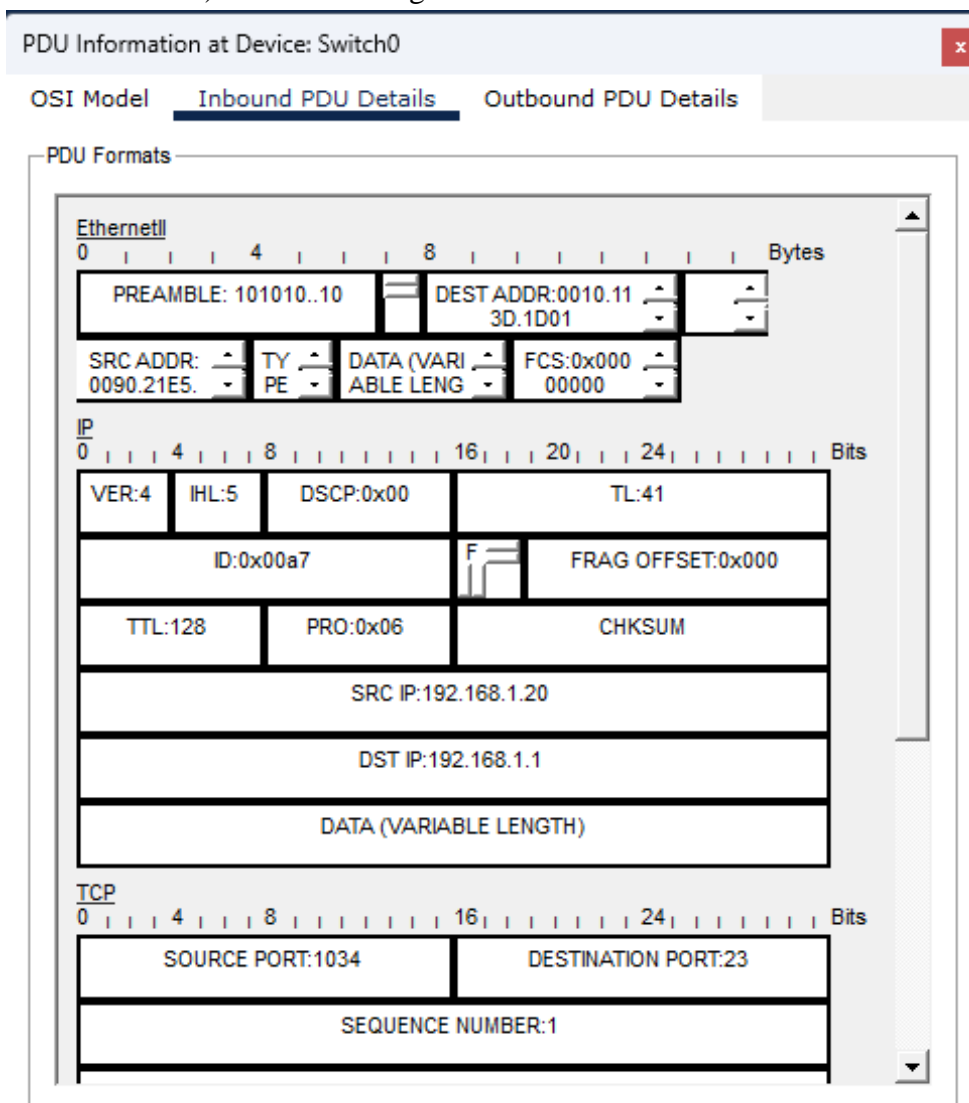 PDU Information at Device: Switch0
x
OSI Model Inbound PDU Details Outbound PDU Details
PDU Formats
EthernetII
0 4 8 Bytes
PREAMBLE: 101010..10 DEST ADDR:0010.11
3D.1D01
SRC ADDR: TY DATA (VARI FCS:0x000
0090.21E5. PE ABLE LENG 00000
IP
0 4 8 16 20 24 Bits
VER:4 IHL:5 DSCP:0x00 TL:41
ID:0x00a7 F FRAG OFFSET:0x000
TTL:128 PRO:0x06 CHKSUM
SRC IP:192.168.1.20
DST IP:192.168.1.1
DATA (VARIABLE LENGTH)
TCP
0 4 8 16 24 Bits
SOURCE PORT:1034 DESTINATION PORT:23
SEQUENCE NUMBER:1